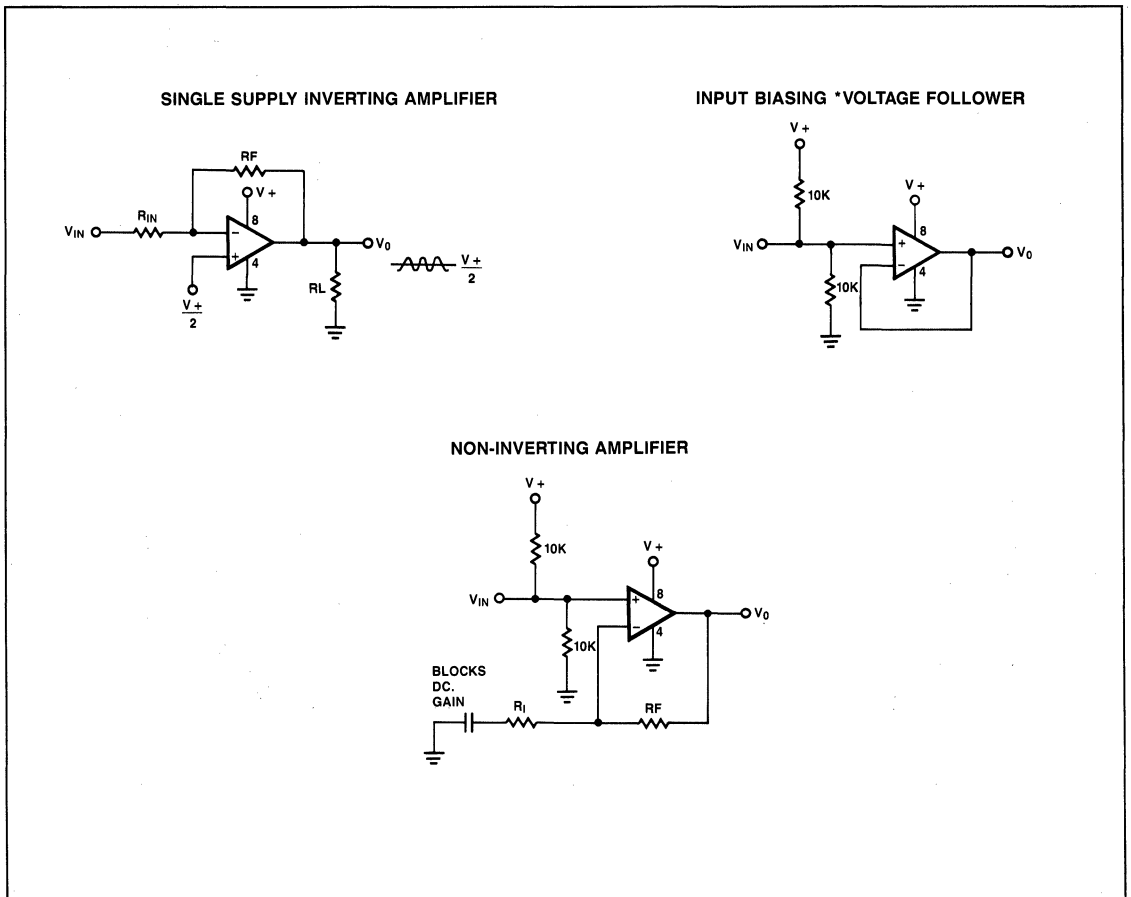 SINGLE SUPPLY INVERTING AMPLIFIER
RF
V +
RIN
VIN
8
−
+
4
V0
V +
2
RL
V +
2
INPUT BIASING *VOLTAGE FOLLOWER
V +
10K
V +
VIN
8
+
−
4
V0
10K
NON-INVERTING AMPLIFIER
V +
10K
V +
VIN
8
+
−
4
V0
10K
BLOCKS
DC.
GAIN
RI
RF